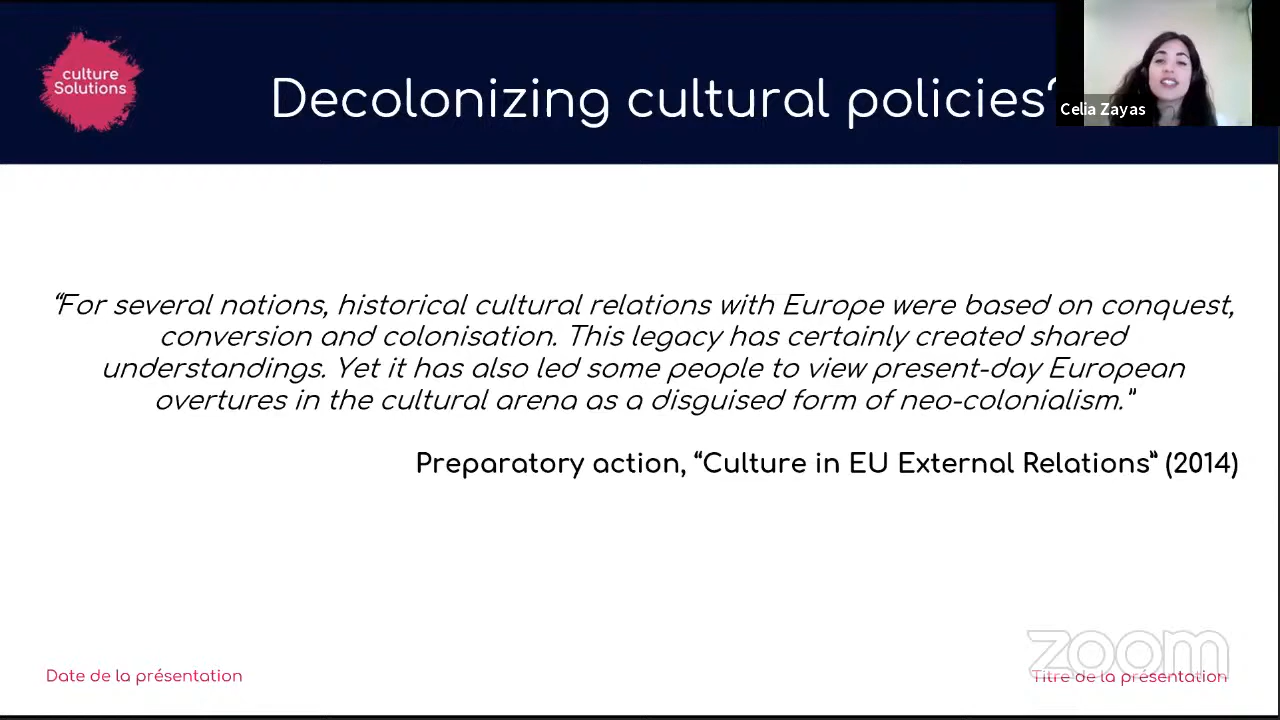 culture
Solutions
Decolonizing cultural policies?
Celia Zayas
“For several nations, historical cultural relations with Europe were based on conquest,
conversion and colonisation. This legacy has certainly created shared
understandings. Yet it has also led some people to view present-day European
overtures in the cultural arena as a disguised form of neo-colonialism.”
Preparatory action, “Culture in EU External Relations” (2014)
zoom
Date de la présentation
Titre de la présentation